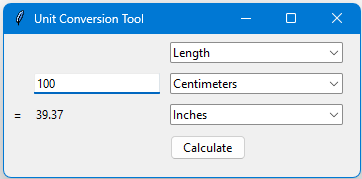 Unit Conversion Tool
Length
100 Centimeters
= 39.37 Inches
Calculate